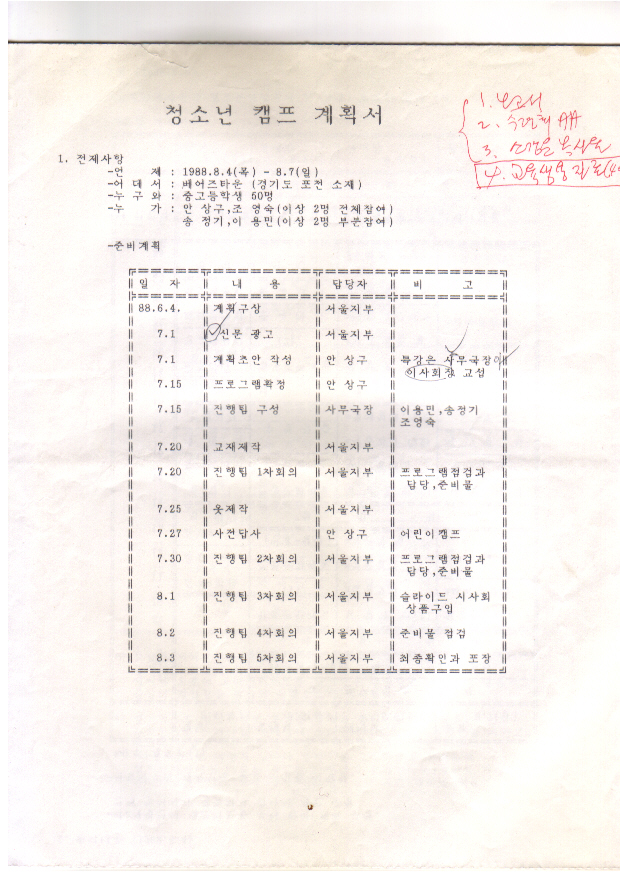 청소년 캠프 계획서
1. 보고서
2. 수련회
3.
4. 교육생용 자료
1. 전제사항
-언 제 : 1988.8.4(목) - 8.7(일)
-어 데 서 : 베어즈타운 (경기도 포천 소재)
-누 구 와 : 중고등학생 50명
-누 가 : 안 상구,조 영숙(이상 2명 전체참여)
송 정기,이 용민(이상 2명 부분참여)
-준비계획
일 자 내 용 담당자 비 고
88.6.4. 계획구상 서울지부
7.1 신문 광고 서울지부
7.1 계획초안 작성 안 상구 특강은 사무국장
이사회장 교섭
7.15 프로그램확정 안 상구
7.15 진행팀 구성 사무국장 이용민,송정기
조영숙
7.20 교재제작 서울지부
7.20 진행팀 1차회의 서울지부 프로그램점검과
담당,준비물
7.25 옷제작 서울지부
7.27 사전답사 안 상구 어린이캠프
7.30 진행팀 2차회의 서울지부 프로그램점검과
담당,준비물
8.1 진행팀 3차회의 서울지부 슬라이드 시사회
상품구입
8.2 진행팀 4차회의 서울지부 준비물 점검
8.3 진행팀 5차회의 서울지부 최종확인과 포장